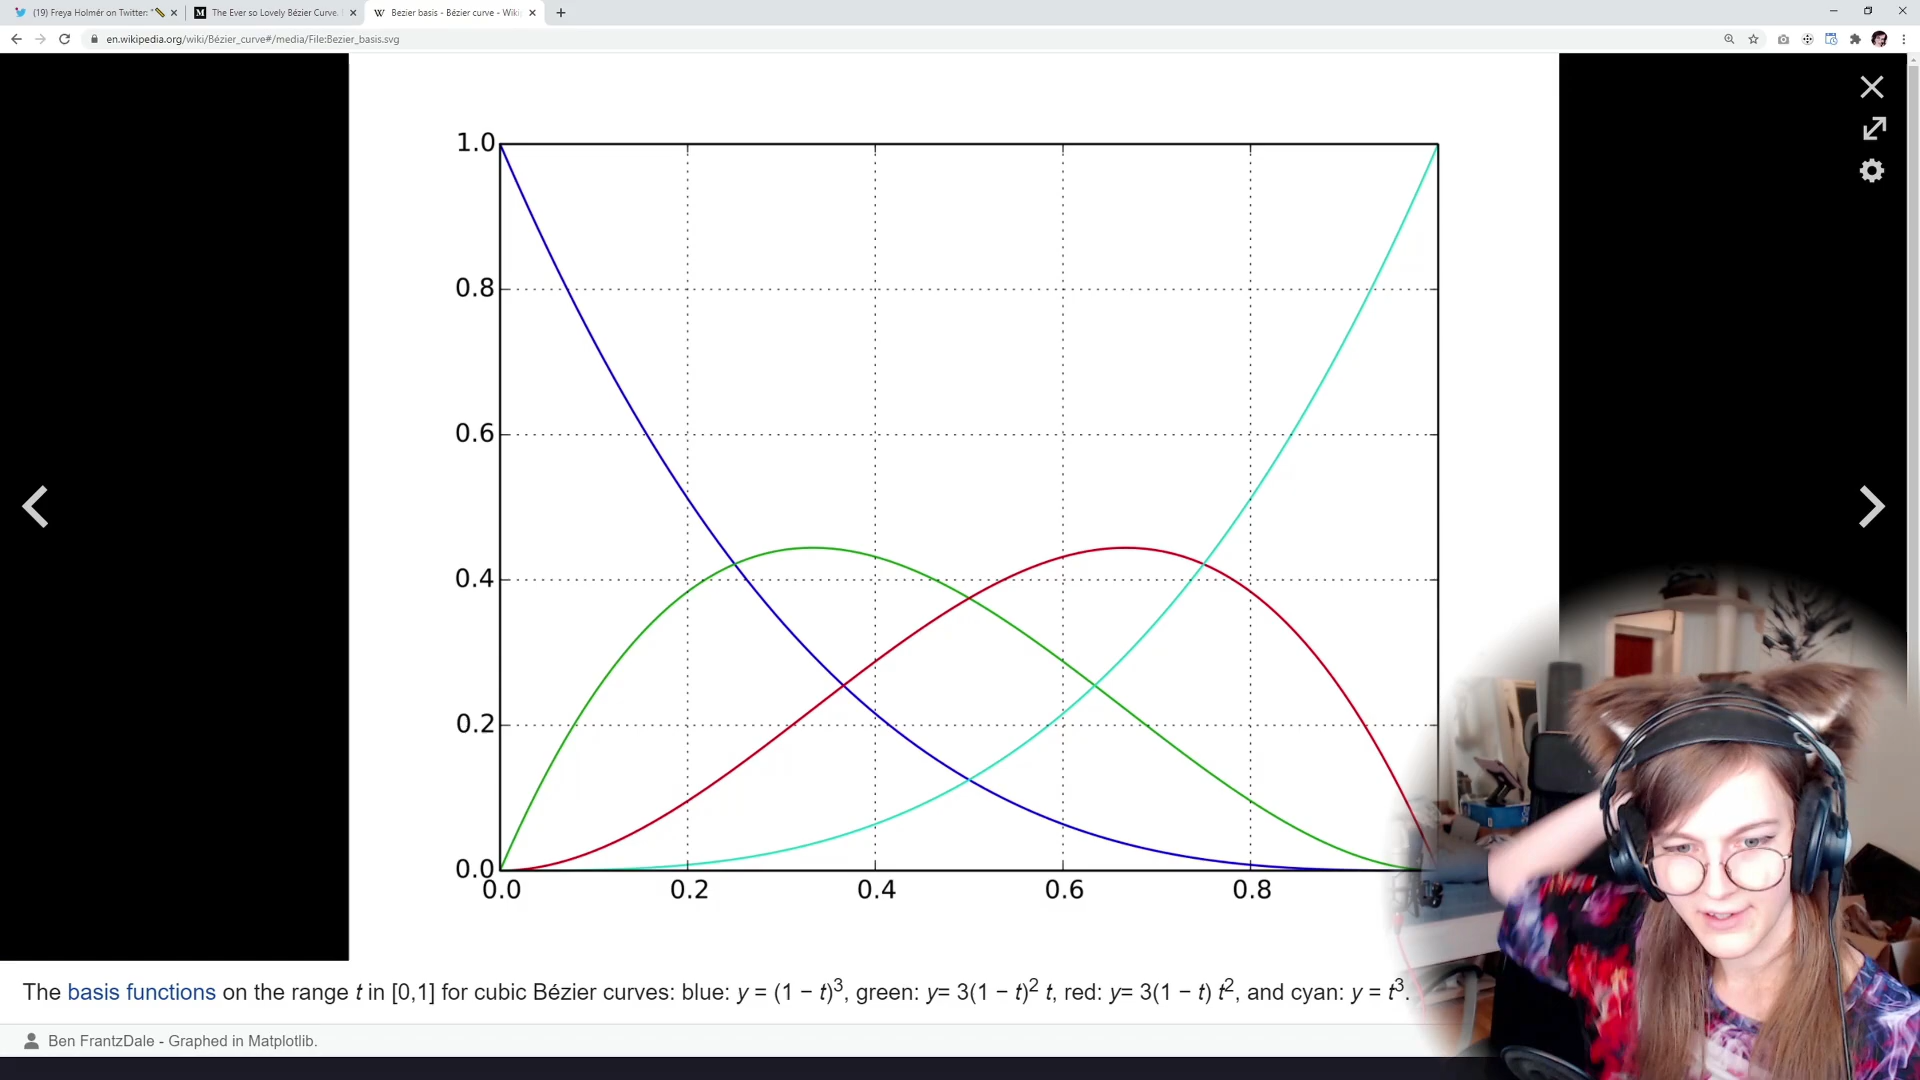 (19) Freya Holmér on Twitter: "📏
The Ever so Lovely Bézier Curve.
Bezier basis - Bézier curve - Wiki
en.wikipedia.org/wiki/Bézier_curve#/media/File:Bezier_basis.svg
1.0
0.8
0.6
0.4
0.2
0.0
0.0 0.2 0.4 0.6 0.8
The basis functions on the range t in [0,1] for cubic Bézier curves: blue: y = (1 − t)³, green: y= 3(1 − t)² t, red: y= 3(1 − t) t², and cyan: y = t³.
Ben FrantzDale - Graphed in Matplotlib.